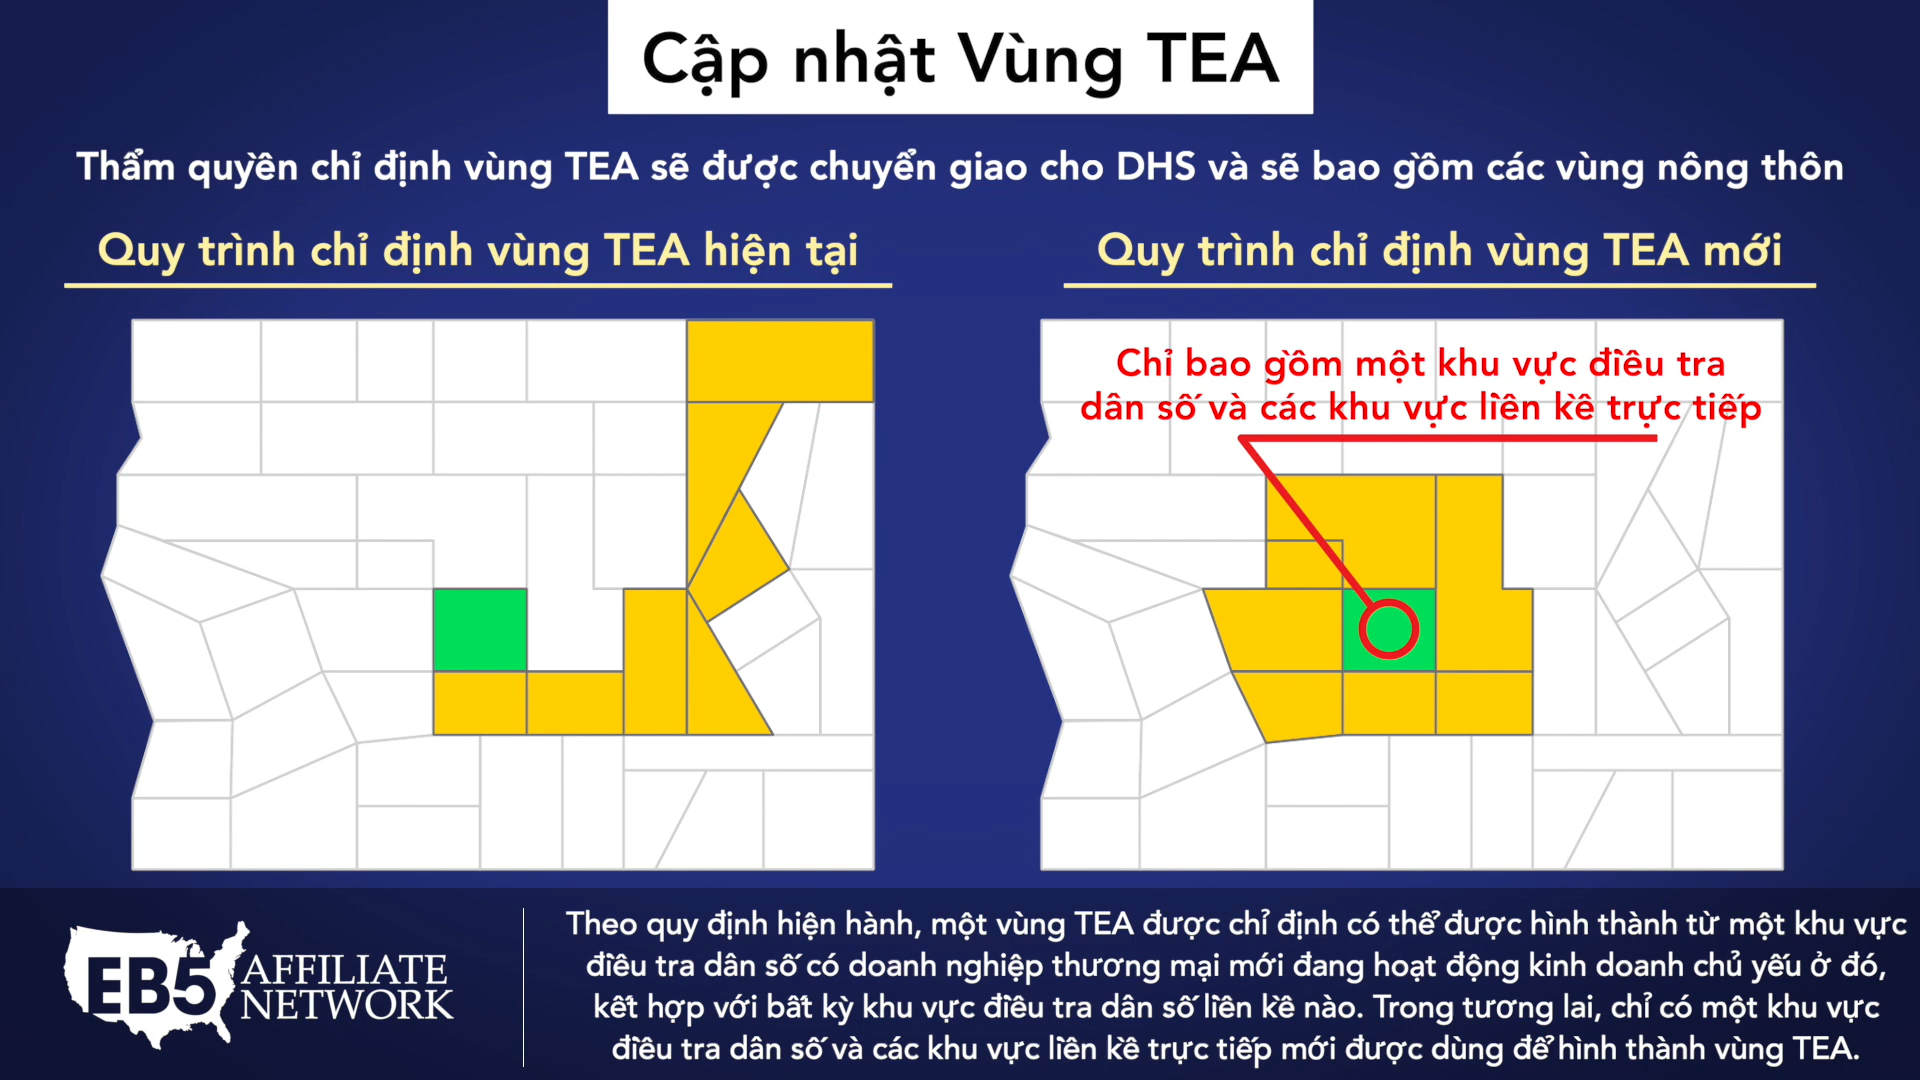 Cập nhật Vùng TEA
Thẩm quyền chỉ định vùng TEA sẽ được chuyển giao cho DHS và sẽ bao gồm các vùng nông thôn
Quy trình chỉ định vùng TEA hiện tại
Quy trình chỉ định vùng TEA mới
Chỉ bao gồm một khu vực điều tra
dân số và các khu vực liền kề trực tiếp
EB5 AFFILIATE
NETWORK
Theo quy định hiện hành, một vùng TEA được chỉ định có thể được hình thành từ một khu vực
điều tra dân số có doanh nghiệp thương mại mới đang hoạt động kinh doanh chủ yếu ở đó,
kết hợp với bất kỳ khu vực điều tra dân số liền kề nào. Trong tương lai, chỉ có một khu vực
điều tra dân số và các khu vực liền kề trực tiếp mới được dùng để hình thành vùng TEA.